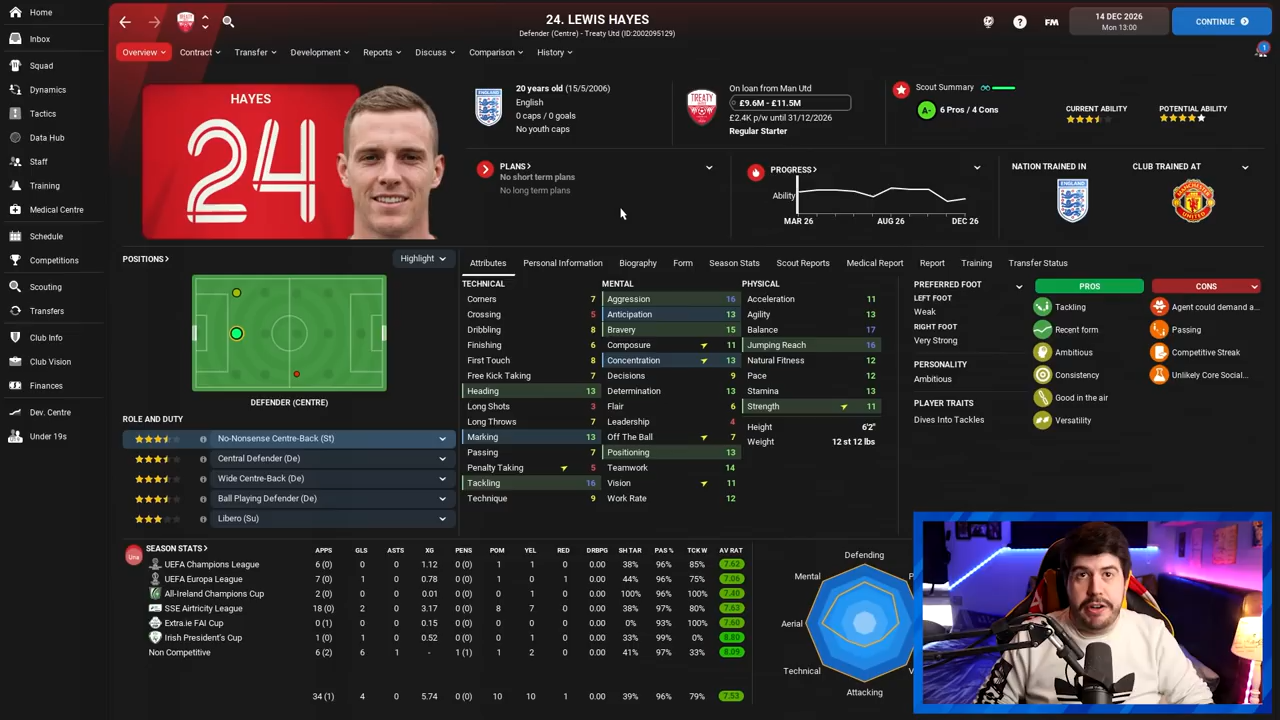 Home
24. LEWIS HAYES
Defender (Centre) - Treaty Utd (ID:2002095129)
FM
14 DEC 2026
Mon 13:00
CONTINUE
Inbox
Squad
Dynamics
Tactics
Data Hub
Staff
Training
Medical Centre
Schedule
Competitions
Scouting
Transfers
Club Info
Club Vision
Finances
Dev. Centre
Under 19s
Overview
Contract
Transfer
Development
Reports
Discuss
Comparison
History
1
HAYES
24
20 years old (15/5/2006)
English
0 caps / 0 goals
No youth caps
TREATY
On loan from Man Utd
£9.6M - £11.5M
£2.4K p/w until 31/12/2026
Regular Starter
Scout Summary
A-
6 Pros / 4 Cons
CURRENT ABILITY
POTENTIAL ABILITY
PLANS
No short term plans
No long term plans
PROGRESS
Ability
MAR 26
AUG 26
DEC 26
NATION TRAINED IN
CLUB TRAINED AT
POSITIONS
Highlight
DEFENDER (CENTRE)
ROLE AND DUTY
No-Nonsense Centre-Back (St)
Central Defender (De)
Wide Centre-Back (De)
Ball Playing Defender (De)
Libero (Su)
Attributes
Personal Information
Biography
Form
Season Stats
Scout Reports
Medical Report
Report
Training
Transfer Status
TECHNICAL
Corners 7
Crossing 5
Dribbling 8
Finishing 6
First Touch 8
Free Kick Taking 7
Heading 13
Long Shots 3
Long Throws 7
Marking 13
Passing 7
Penalty Taking 5
Tackling 16
Technique 9
MENTAL
Aggression 16
Anticipation 13
Bravery 15
Composure 11
Concentration 13
Decisions 9
Determination 13
Flair 6
Leadership 4
Off The Ball 7
Positioning 13
Teamwork 14
Vision 11
Work Rate 12
PHYSICAL
Acceleration 11
Agility 13
Balance 17
Jumping Reach 16
Natural Fitness 12
Pace 12
Stamina 13
Strength 11
Height 6'2"
Weight 12 st 12 lbs
PREFERRED FOOT
LEFT FOOT
Weak
RIGHT FOOT
Very Strong
PERSONALITY
Ambitious
PLAYER TRAITS
Dives Into Tackles
PROS
Tackling
Recent form
Ambitious
Consistency
Good in the air
Versatility
CONS
Agent could demand a...
Passing
Competitive Streak
Unlikely Core Social...
Una
SEASON STATS
APPS GLS ASTS XG PENS POM YEL RED DRBPG SH TAR PAS % TCK W AV RAT
UEFA Champions League 6 (0) 0 0 1.12 0 (0) 1 1 0 0.00 38% 96% 85% 7.62
UEFA Europa League 7 (0) 1 0 0.78 0 (0) 1 0 1 0.00 44% 96% 75% 7.06
All-Ireland Champions Cup 2 (0) 0 0 0.01 0 (0) 0 1 0 0.00 100% 96% 100% 7.40
SSE Airtricity League 18 (0) 2 0 3.17 0 (0) 8 7 0 0.00 38% 97% 80% 7.63
Extra.ie FAI Cup 0 (1) 0 0 0.15 0 (0) 0 0 0 0.00 0% 93% 100% 7.60
Irish President's Cup 1 (0) 1 0 0.52 0 (0) 0 1 0 0.00 33% 99% 0% 8.80
Non Competitive 6 (2) 6 1 - 1 (1) 1 2 0 0.00 41% 97% 33% 8.09
34 (1) 4 0 5.74 0 (0) 10 10 1 0.00 39% 96% 79% 7.53
Defending
Mental
Aerial
Technical
Attacking